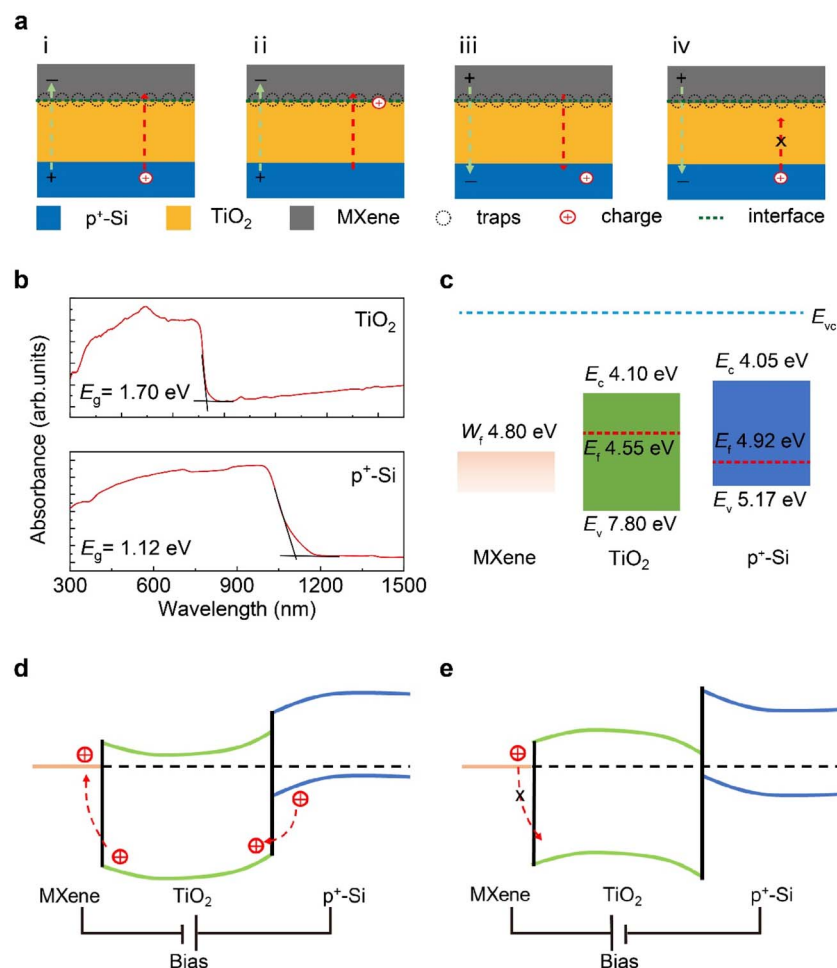 a
i
ii
iii
iv
− − + +
+ + − −
x
p⁺-Si TiO₂ MXene traps charge interface
b
TiO₂
E_g= 1.70 eV
p⁺-Si
E_g= 1.12 eV
Absorbance (arb.units)
300 600 900 1200 1500
Wavelength (nm)
c
E_vc
E_c 4.10 eV
E_c 4.05 eV
W_f 4.80 eV
E_f 4.55 eV
E_f 4.92 eV
E_v 7.80 eV
E_v 5.17 eV
MXene
TiO₂
p⁺-Si
d
MXene TiO₂ p⁺-Si
Bias
e
x
MXene TiO₂ p⁺-Si
Bias